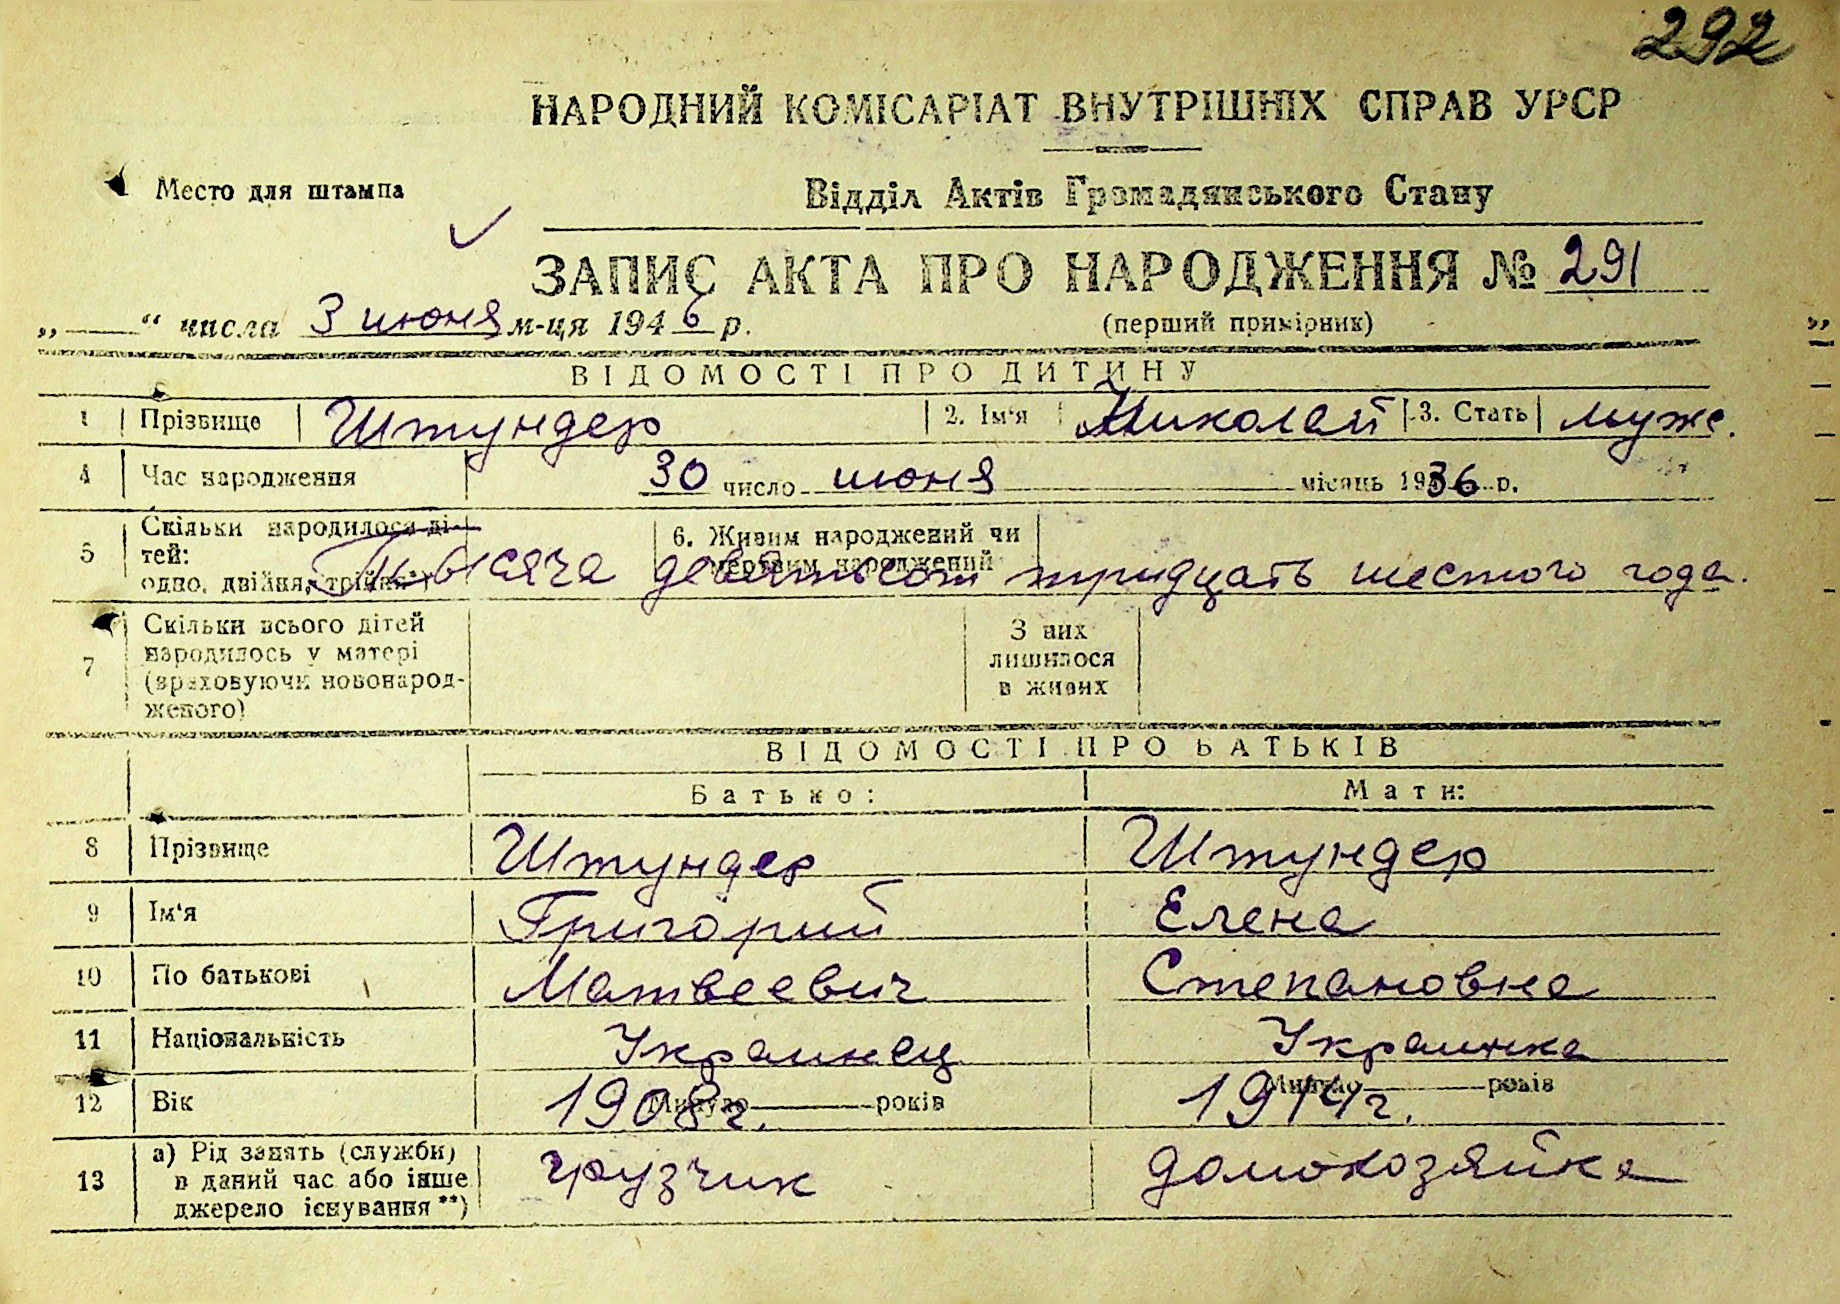 292
НАРОДНИЙ КОМІСАРІАТ ВНУТРІШНІХ СПРАВ УРСР
Место для штампа
Відділ Актів Громадянського Стану
ЗАПИС АКТА ПРО НАРОДЖЕННЯ № 291
„ “ числа 3 июня м-ця 1946 р. (перший примірник)
ВІДОМОСТІ ПРО ДИТИНУ
1 Прізвище Штундер 2. Ім'я Николай 3. Стать муже.
4 Час народження 30 число июня місяць 1936 р.
5 Скільки народилося дітей: одно, двійня, трійня*) 6. Живим народжений чи мертвим народжений
Тысяча девятьсот тридцать шестого года.
7 Скільки всього дітей народилось у матері (враховуючи новонародженого) З них лишилося в живих
ВІДОМОСТІ ПРО БАТЬКІВ
Батько: Мати:
8 Прізвище Штундер Штундер
9 Ім'я Григорий Елена
10 По батькові Матвеевич Степановна
11 Національність Украинец Украинка
12 Вік Минуло 1908 г. років Минуло 1914 г. років
13 а) Рід занять (служби) в даний час або інше джерело існування**) грузчик домохозяйка